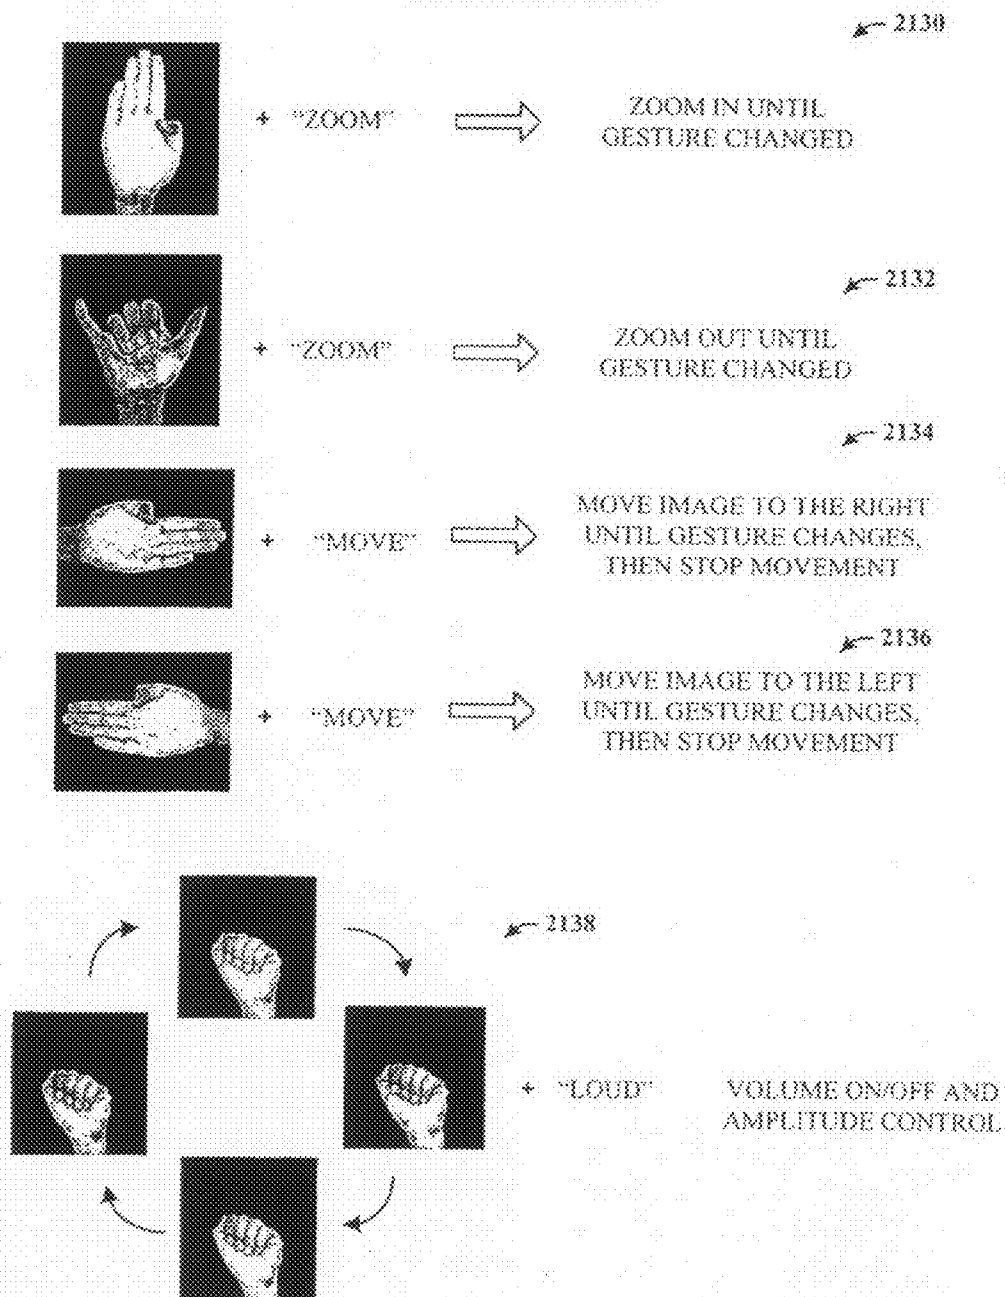 2130
+ "ZOOM" ZOOM IN UNTIL
GESTURE CHANGED
2132
+ "ZOOM" ZOOM OUT UNTIL
GESTURE CHANGED
2134
+ "MOVE" MOVE IMAGE TO THE RIGHT
UNTIL GESTURE CHANGES,
THEN STOP MOVEMENT
2136
+ "MOVE" MOVE IMAGE TO THE LEFT
UNTIL GESTURE CHANGES,
THEN STOP MOVEMENT
2138
+ "LOUD" VOLUME ON/OFF AND
AMPLITUDE CONTROL